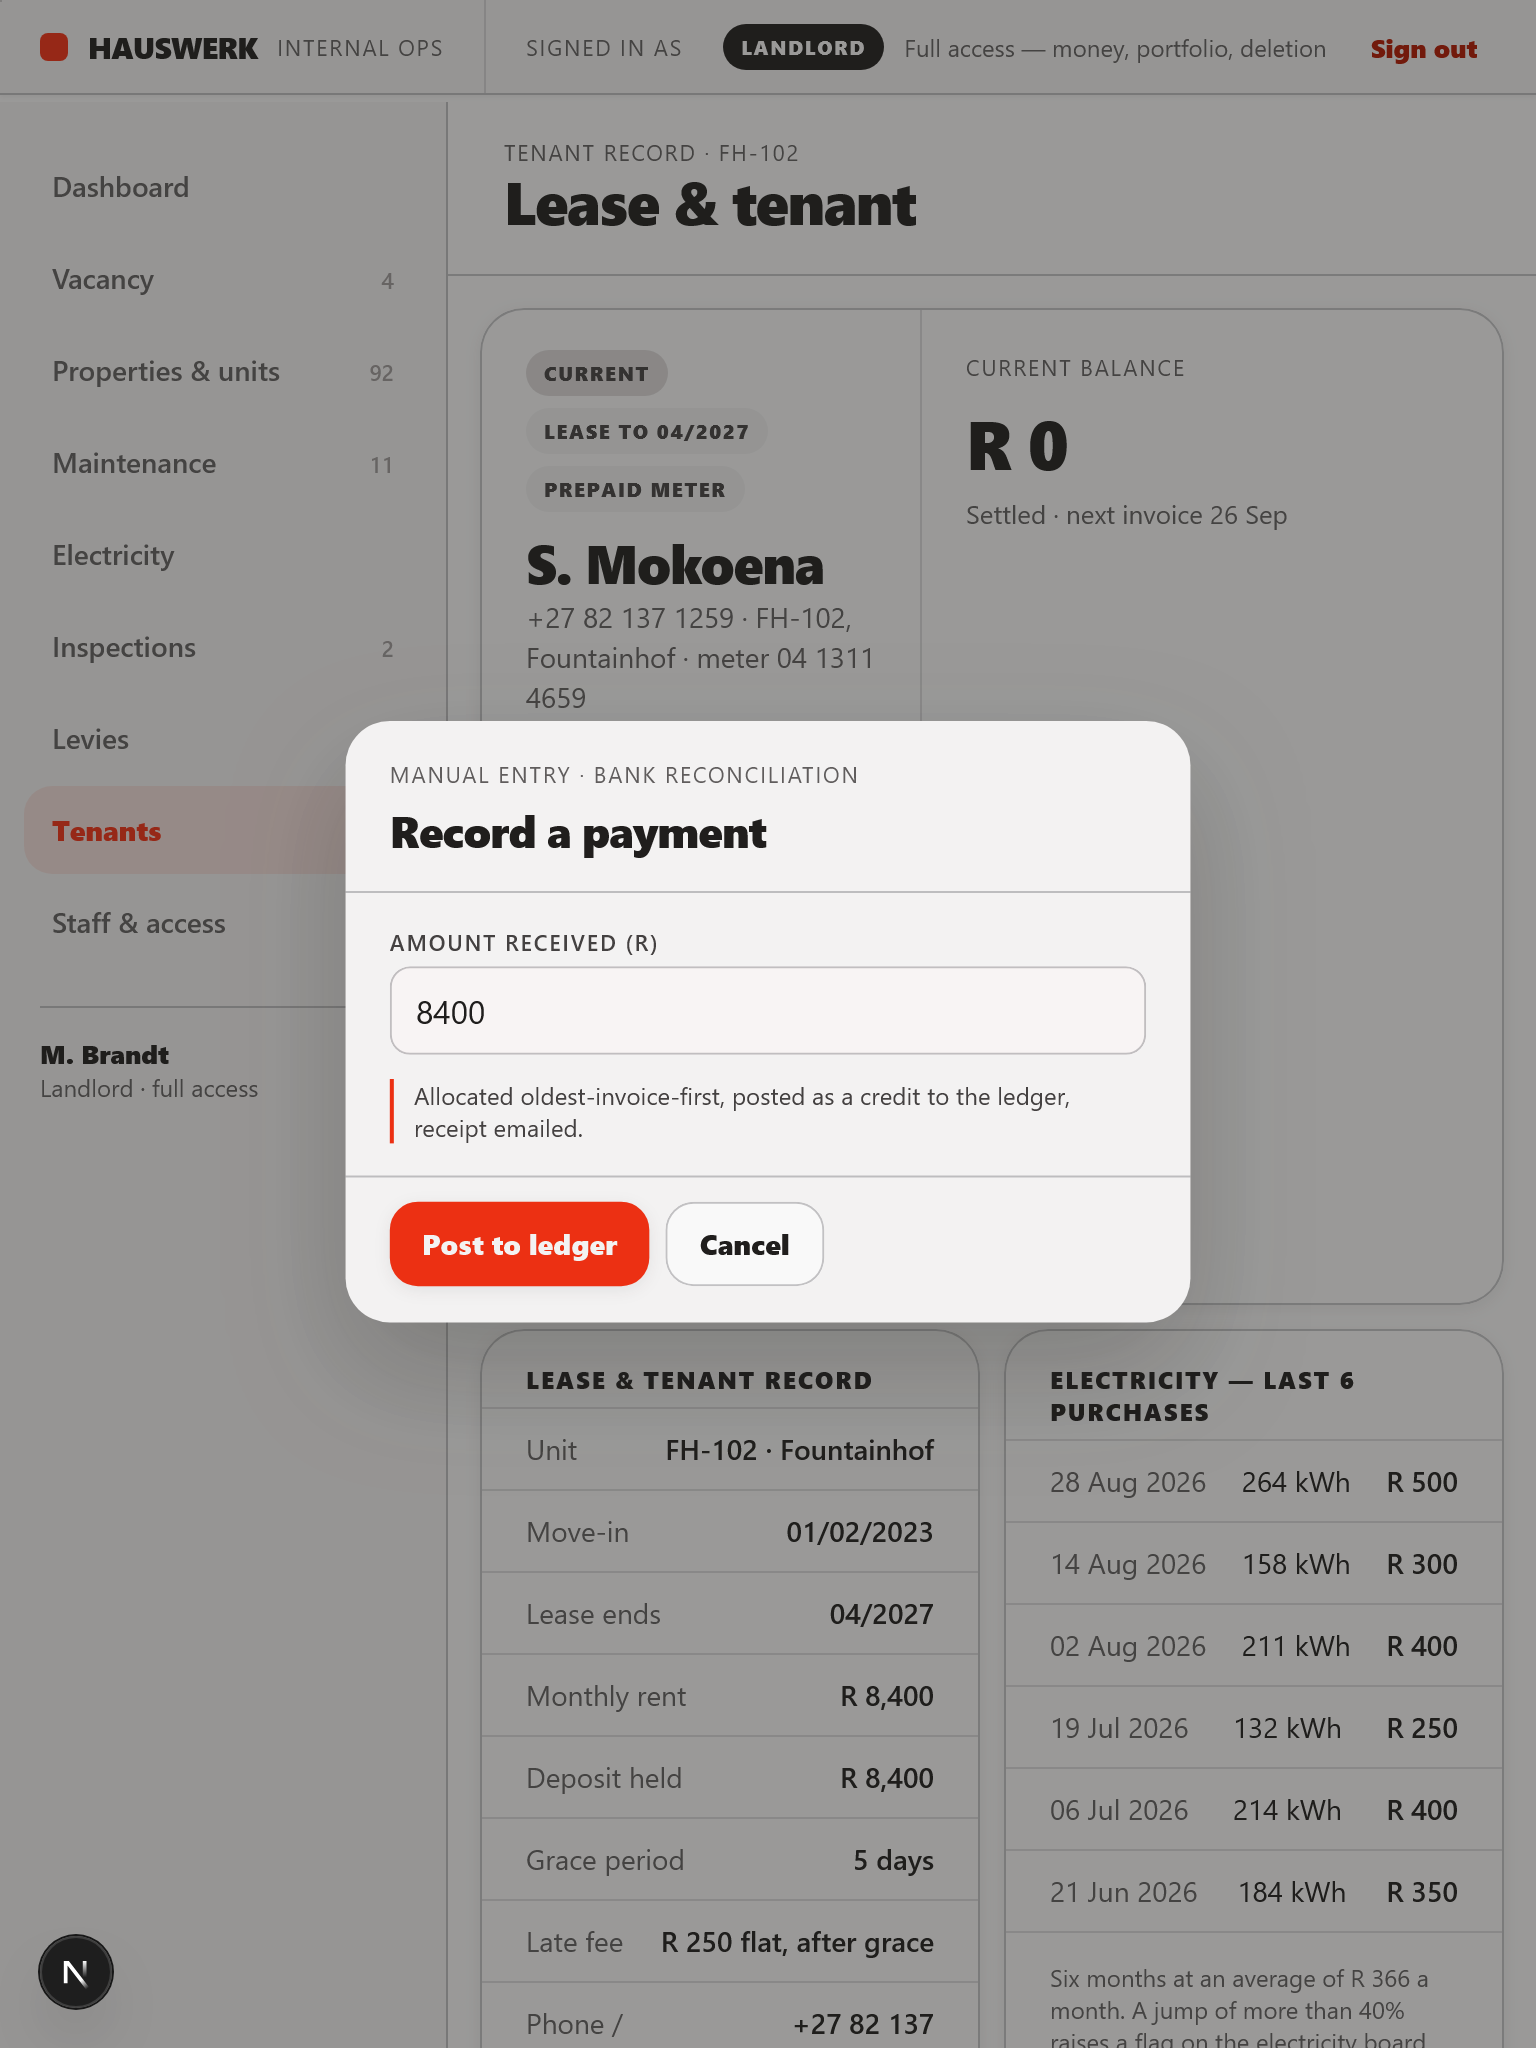 HAUSWERK INTERNAL OPS
SIGNED IN AS LANDLORD Full access — money, portfolio, deletion Sign out
Dashboard
Vacancy 4
Properties & units 92
Maintenance 11
Electricity
Inspections 2
Levies
Tenants
Staff & access
M. Brandt
Landlord · full access
TENANT RECORD · FH-102
Lease & tenant
CURRENT
LEASE TO 04/2027
PREPAID METER
S. Mokoena
+27 82 137 1259 · FH-102,
Fountainhof · meter 04 1311
4659
CURRENT BALANCE
R 0
Settled · next invoice 26 Sep
MANUAL ENTRY · BANK RECONCILIATION
Record a payment
AMOUNT RECEIVED (R)
8400
Allocated oldest-invoice-first, posted as a credit to the ledger,
receipt emailed.
Post to ledger
Cancel
LEASE & TENANT RECORD
Unit FH-102 · Fountainhof
Move-in 01/02/2023
Lease ends 04/2027
Monthly rent R 8,400
Deposit held R 8,400
Grace period 5 days
Late fee R 250 flat, after grace
Phone / +27 82 137
ELECTRICITY — LAST 6
PURCHASES
28 Aug 2026 264 kWh R 500
14 Aug 2026 158 kWh R 300
02 Aug 2026 211 kWh R 400
19 Jul 2026 132 kWh R 250
06 Jul 2026 214 kWh R 400
21 Jun 2026 184 kWh R 350
Six months at an average of R 366 a
month. A jump of more than 40%
raises a flag on the electricity board
N